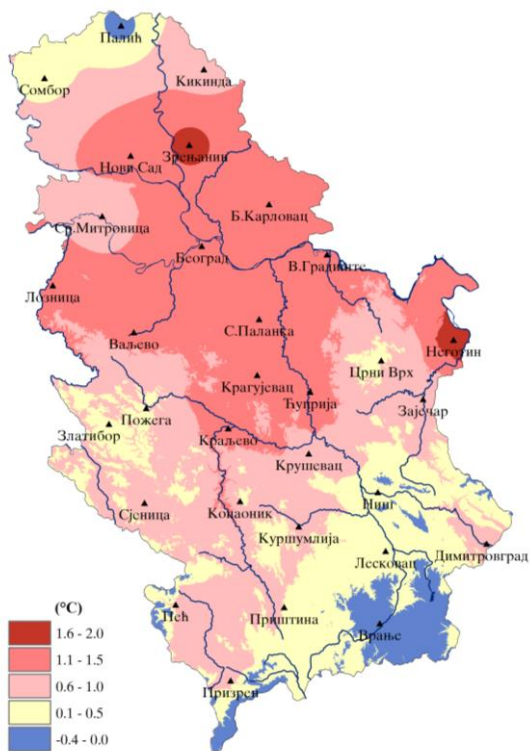 Палић
Сомбор
Кикинда
Зрењанин
Нови Сад
Б.Карловац
Ср.Митровица
Београд
В.Градиште
Лозница
С.Паланка
Ваљево
Неготин
Црни Врх
Крагујевац
Ћуприја
Зајечар
Пожега
Златибор
Краљево
Крушевац
Ниш
Сјеница
Копаоник
Куршумлија
Димитровград
Лесковац
Пећ
Приштина
Врање
Призрен
(°C)
1.6 - 2.0
1.1 - 1.5
0.6 - 1.0
0.1 - 0.5
-0.4 - 0.0